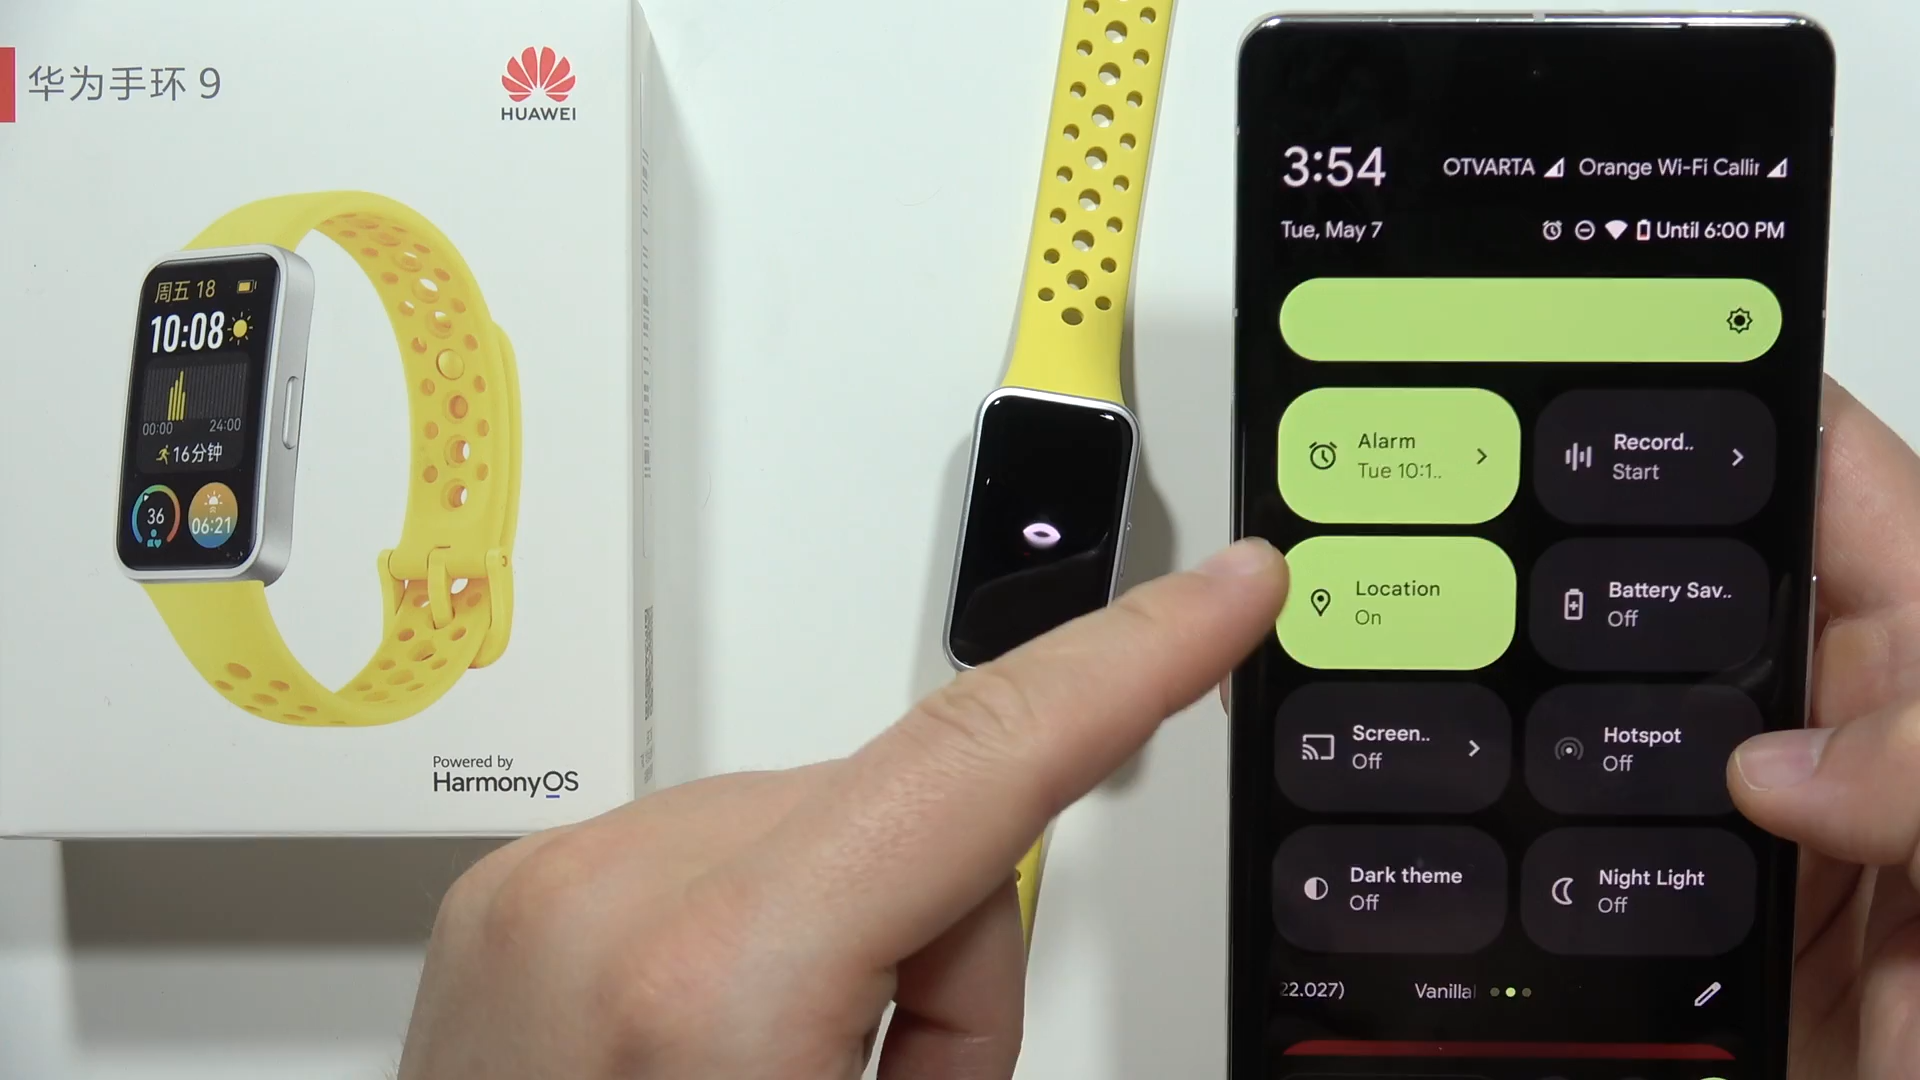 华为手环 9
HUAWEI
周五 18
10:08
00:00 24:00
16分钟
36
06:21
Powered by
HarmonyOS
3:54
OTVARTA
Orange Wi-Fi Callir
Tue, May 7
Until 6:00 PM
Alarm
Tue 10:1..
Record..
Start
Location
On
Battery Sav..
Off
Screen..
Off
Hotspot
Off
Dark theme
Off
Night Light
Off
22.027)
Vanilla